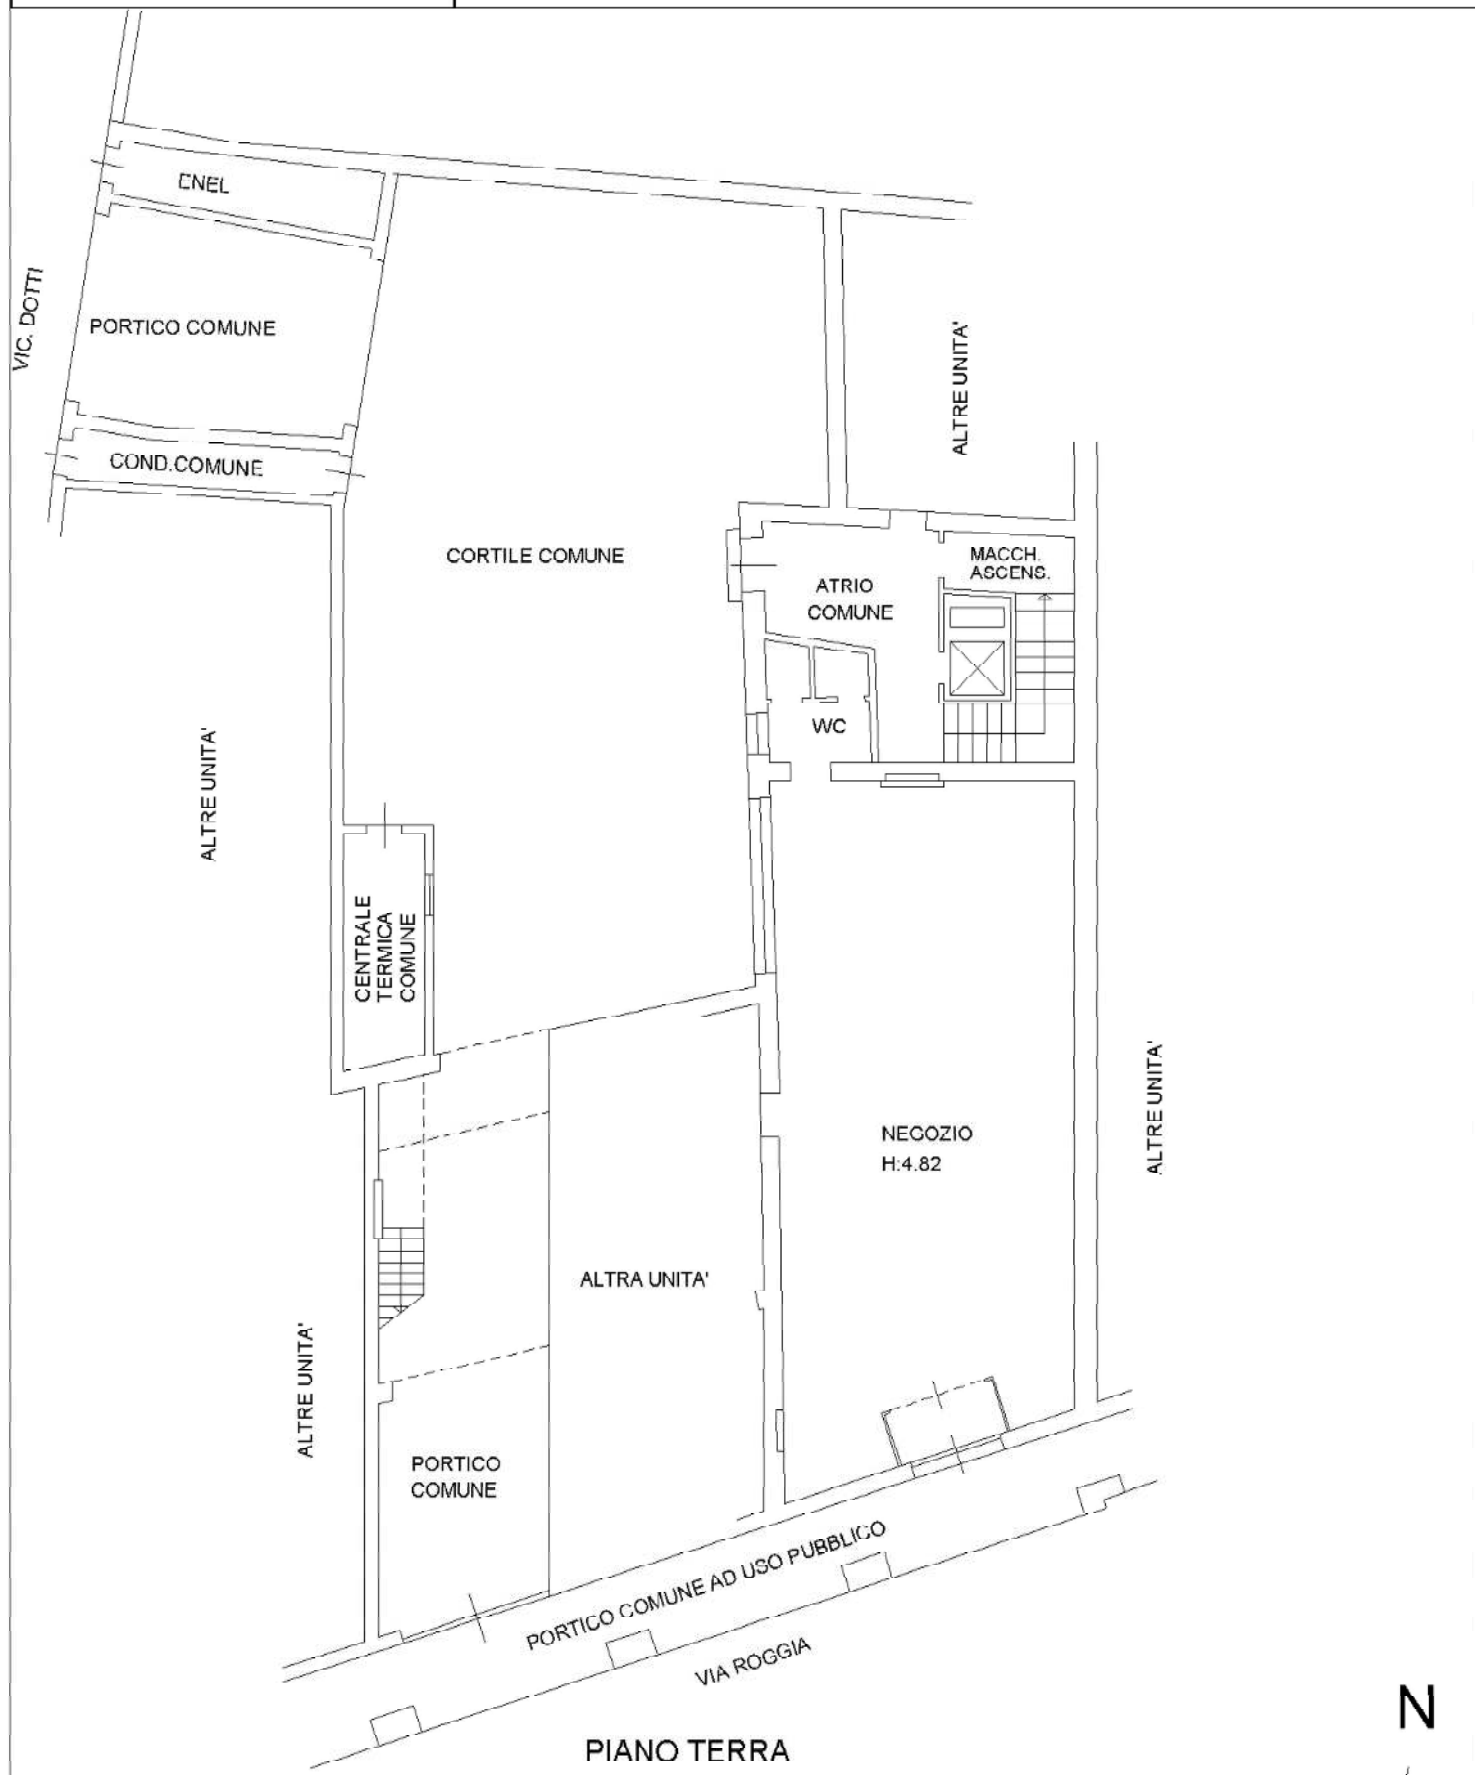 ENEL
VIC. DOTTI
PORTICO COMUNE
ALTRE UNITA'
COND.COMUNE
CORTILE COMUNE
MACCH.
ASCENS.
ATRIO
COMUNE
WC
ALTRE UNITA'
CENTRALE
TERMICA
COMUNE
ALTRE UNITA'
NEGOZIO
H:4.82
ALTRA UNITA'
ALTRE UNITA'
PORTICO
COMUNE
PORTICO COMUNE AD USO PUBBLICO
VIA ROGGIA
N
PIANO TERRA